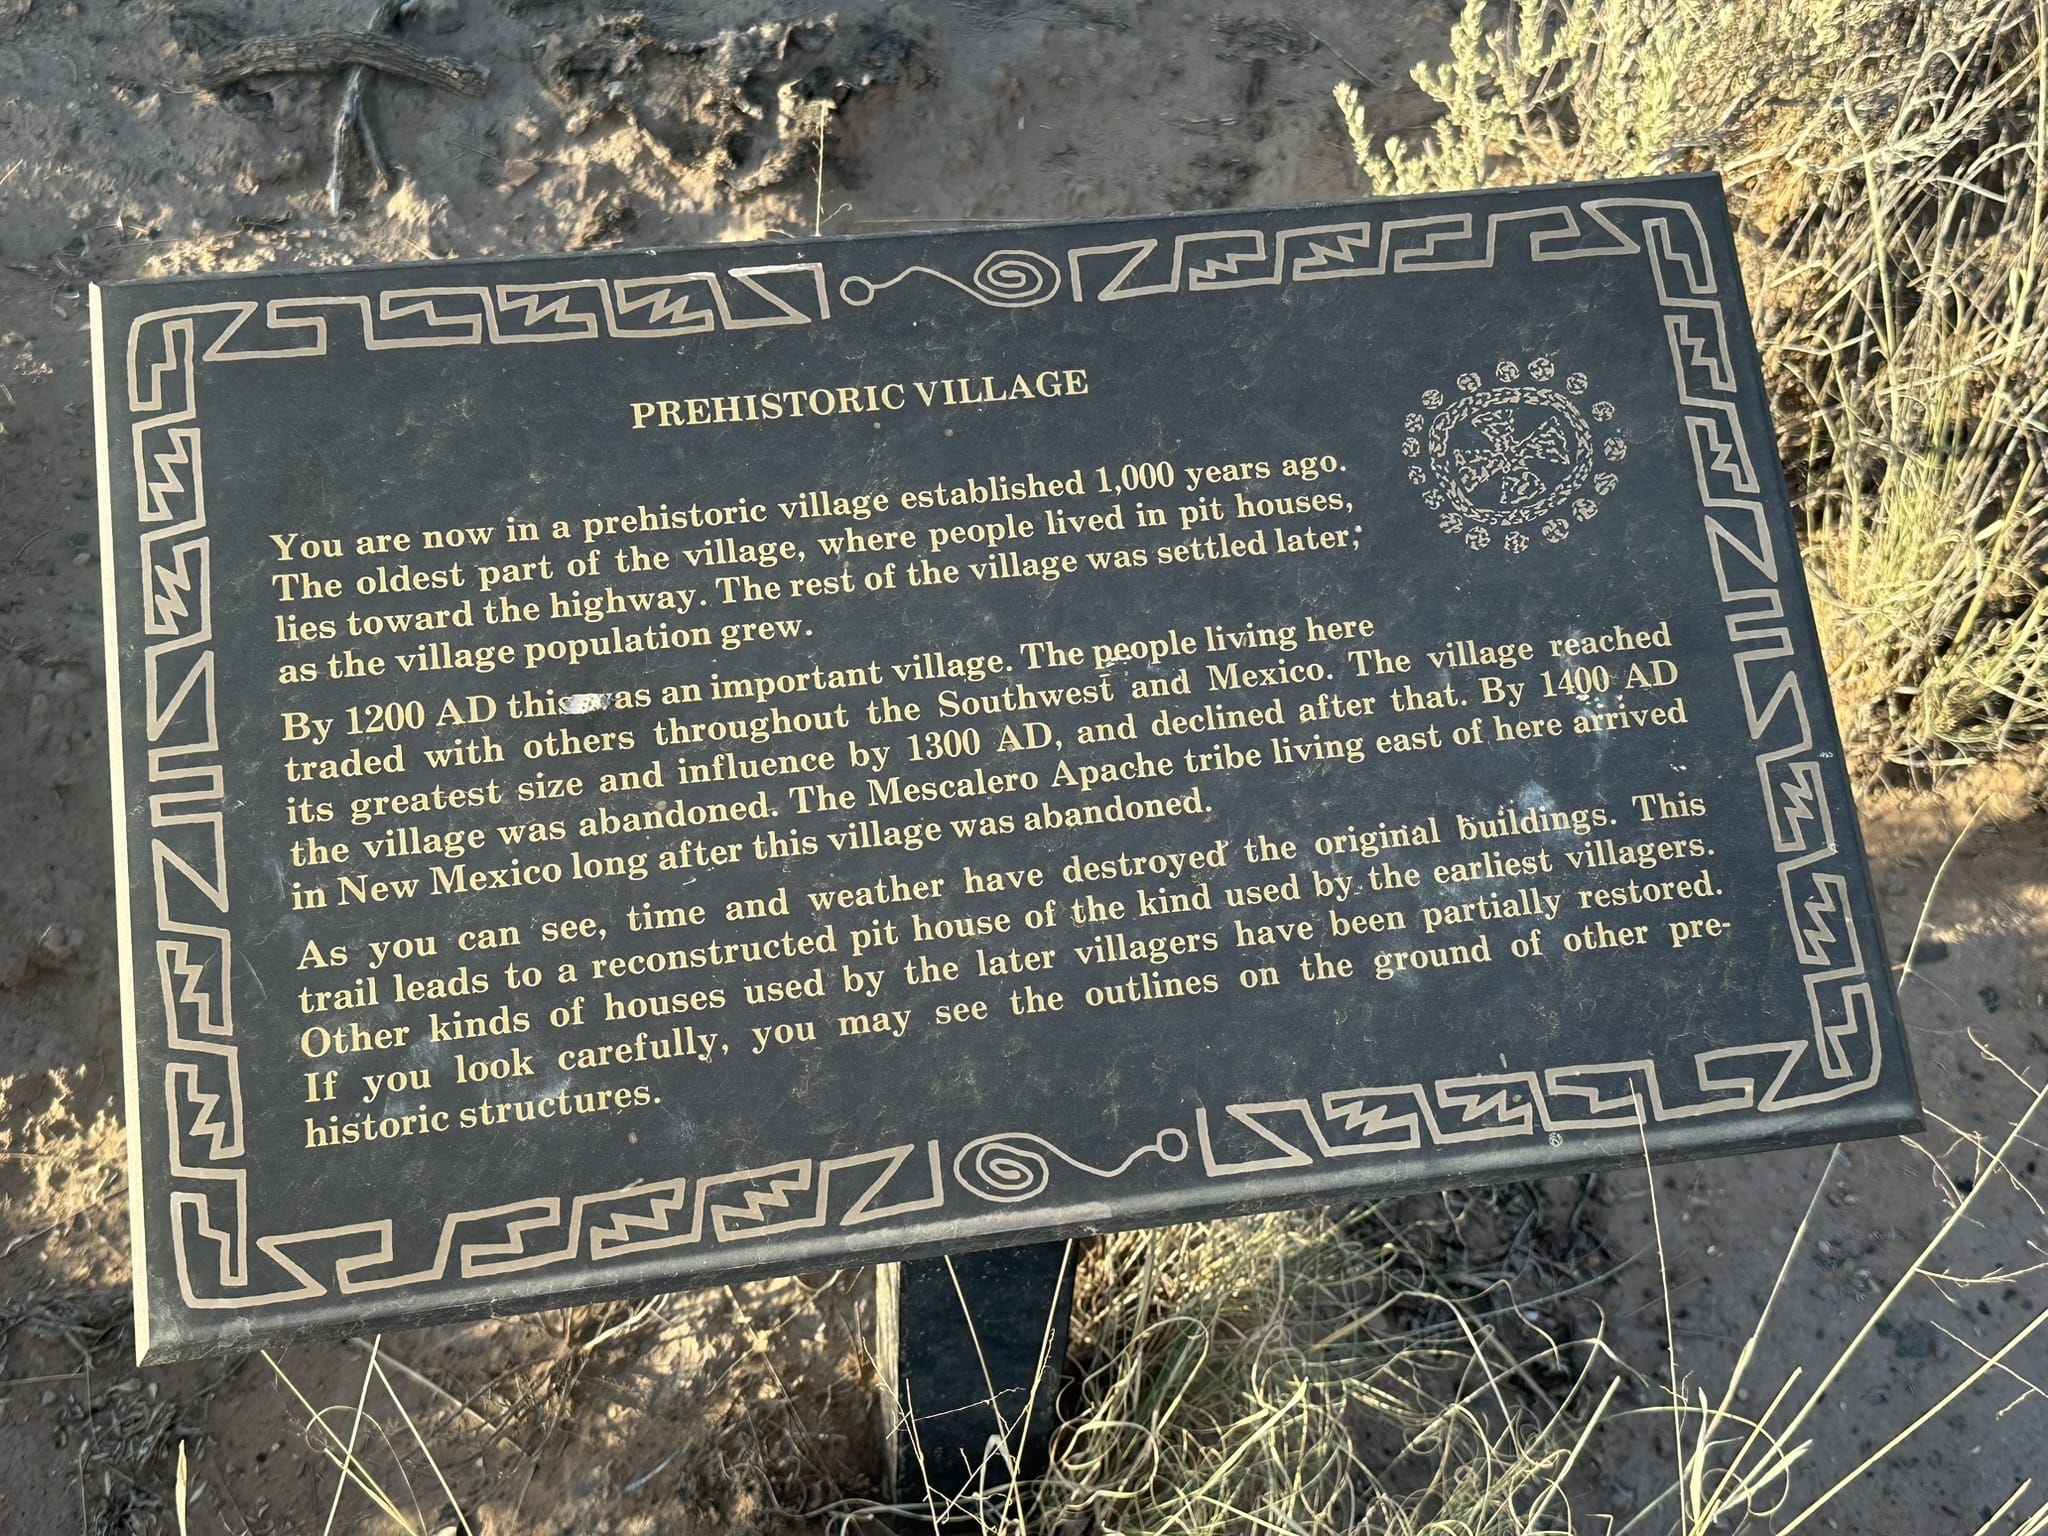 PREHISTORIC VILLAGE
You are now in a prehistoric village established 1,000 years ago.
The oldest part of the village, where people lived in pit houses,
lies toward the highway. The rest of the village was settled later,
as the village population grew.
By 1200 AD this was an important village. The people living here
traded with others throughout the Southwest and Mexico. The village reached
its greatest size and influence by 1300 AD, and declined after that. By 1400 AD
the village was abandoned. The Mescalero Apache tribe living east of here arrived
in New Mexico long after this village was abandoned.
As you can see, time and weather have destroyed the original buildings. This
trail leads to a reconstructed pit house of the kind used by the earliest villagers.
Other kinds of houses used by the later villagers have been partially restored.
If you look carefully, you may see the outlines on the ground of other pre-
historic structures.